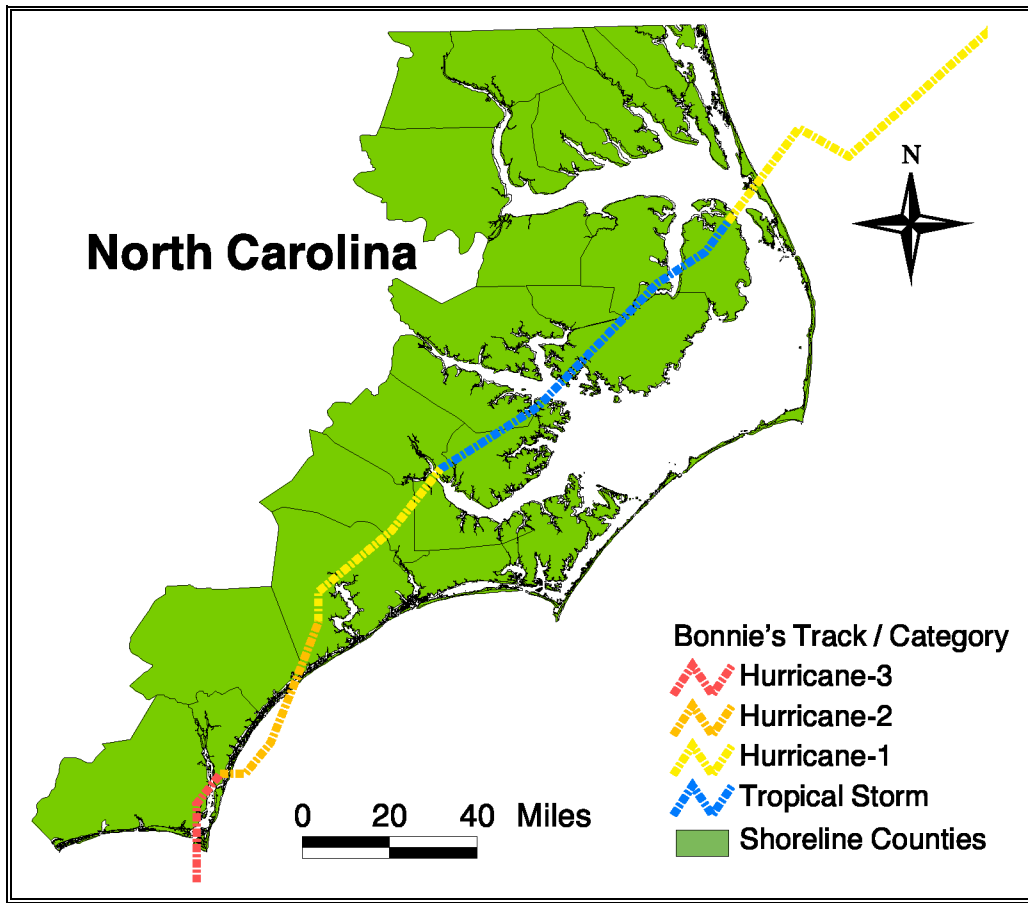 N
North Carolina
Bonnie's Track / Category
Hurricane-3
Hurricane-2
Hurricane-1
Tropical Storm
Shoreline Counties
0 20 40 Miles